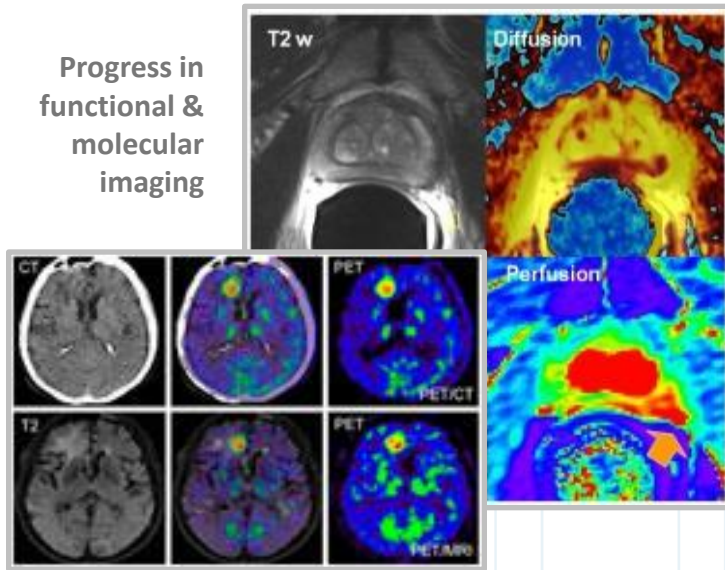 Progress in
functional &
molecular
imaging
T2 w
Diffusion
Perfusion
CT
PET
PET/CT
T2
PET
PET/MRI